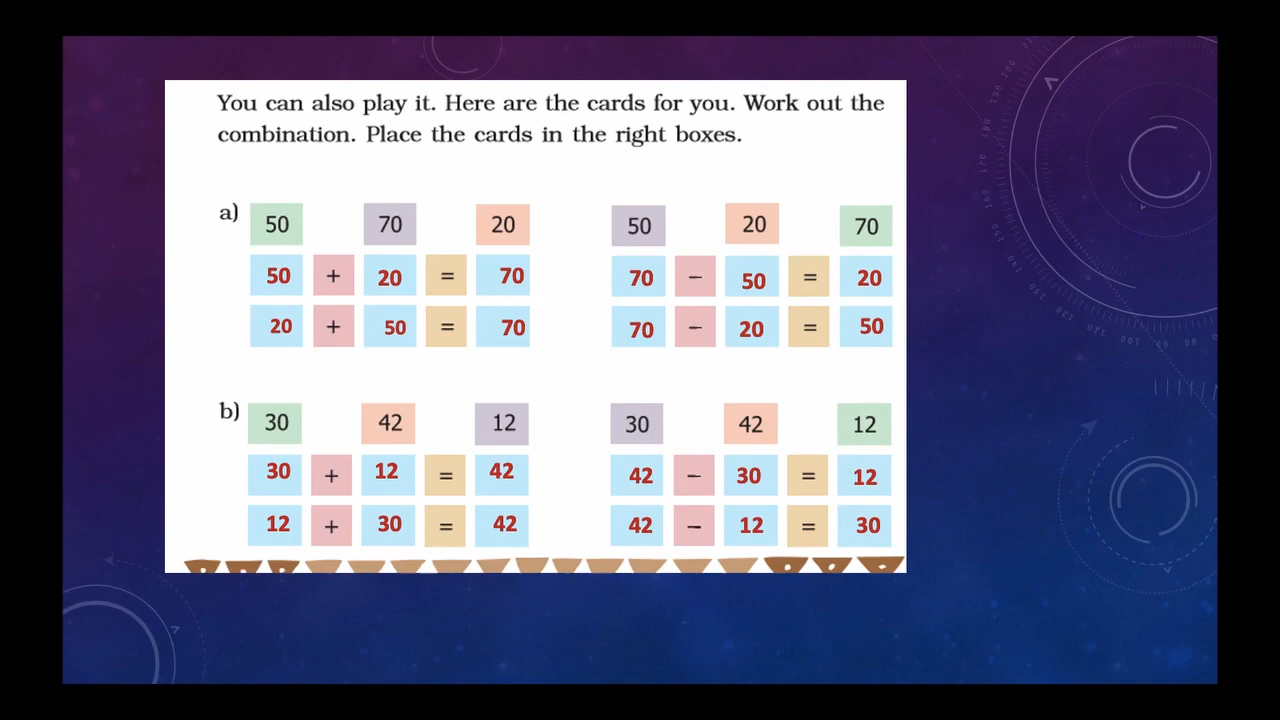 You can also play it. Here are the cards for you. Work out the
combination. Place the cards in the right boxes.
a) 50 70 20
50 + 20 = 70
20 + 50 = 70
50 20 70
70 − 50 = 20
70 − 20 = 50
b) 30 42 12
30 + 12 = 42
12 + 30 = 42
30 42 12
42 − 30 = 12
42 − 12 = 30